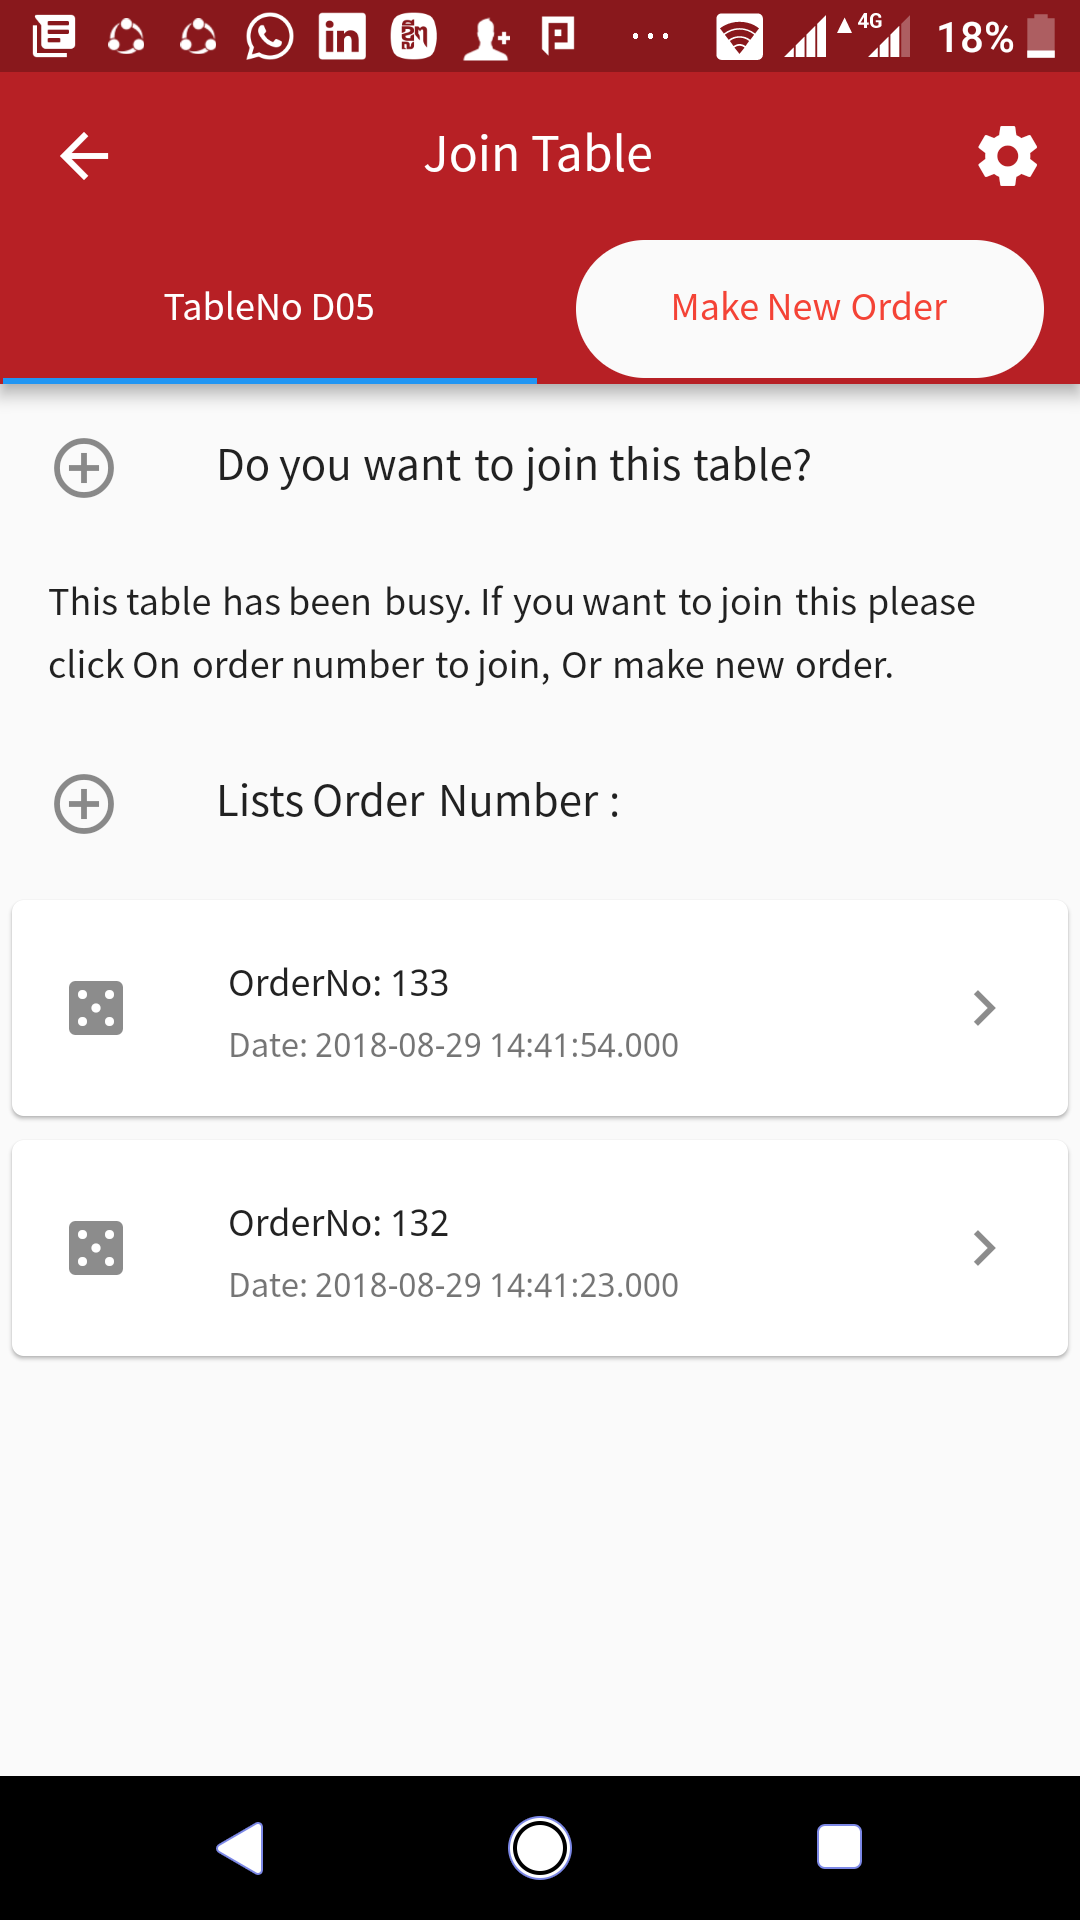 4G 18%
Join Table
TableNo D05
Make New Order
Do you want to join this table?
This table has been busy. If you want to join this please
click On order number to join, Or make new order.
Lists Order Number :
OrderNo: 133
Date: 2018-08-29 14:41:54.000
OrderNo: 132
Date: 2018-08-29 14:41:23.000